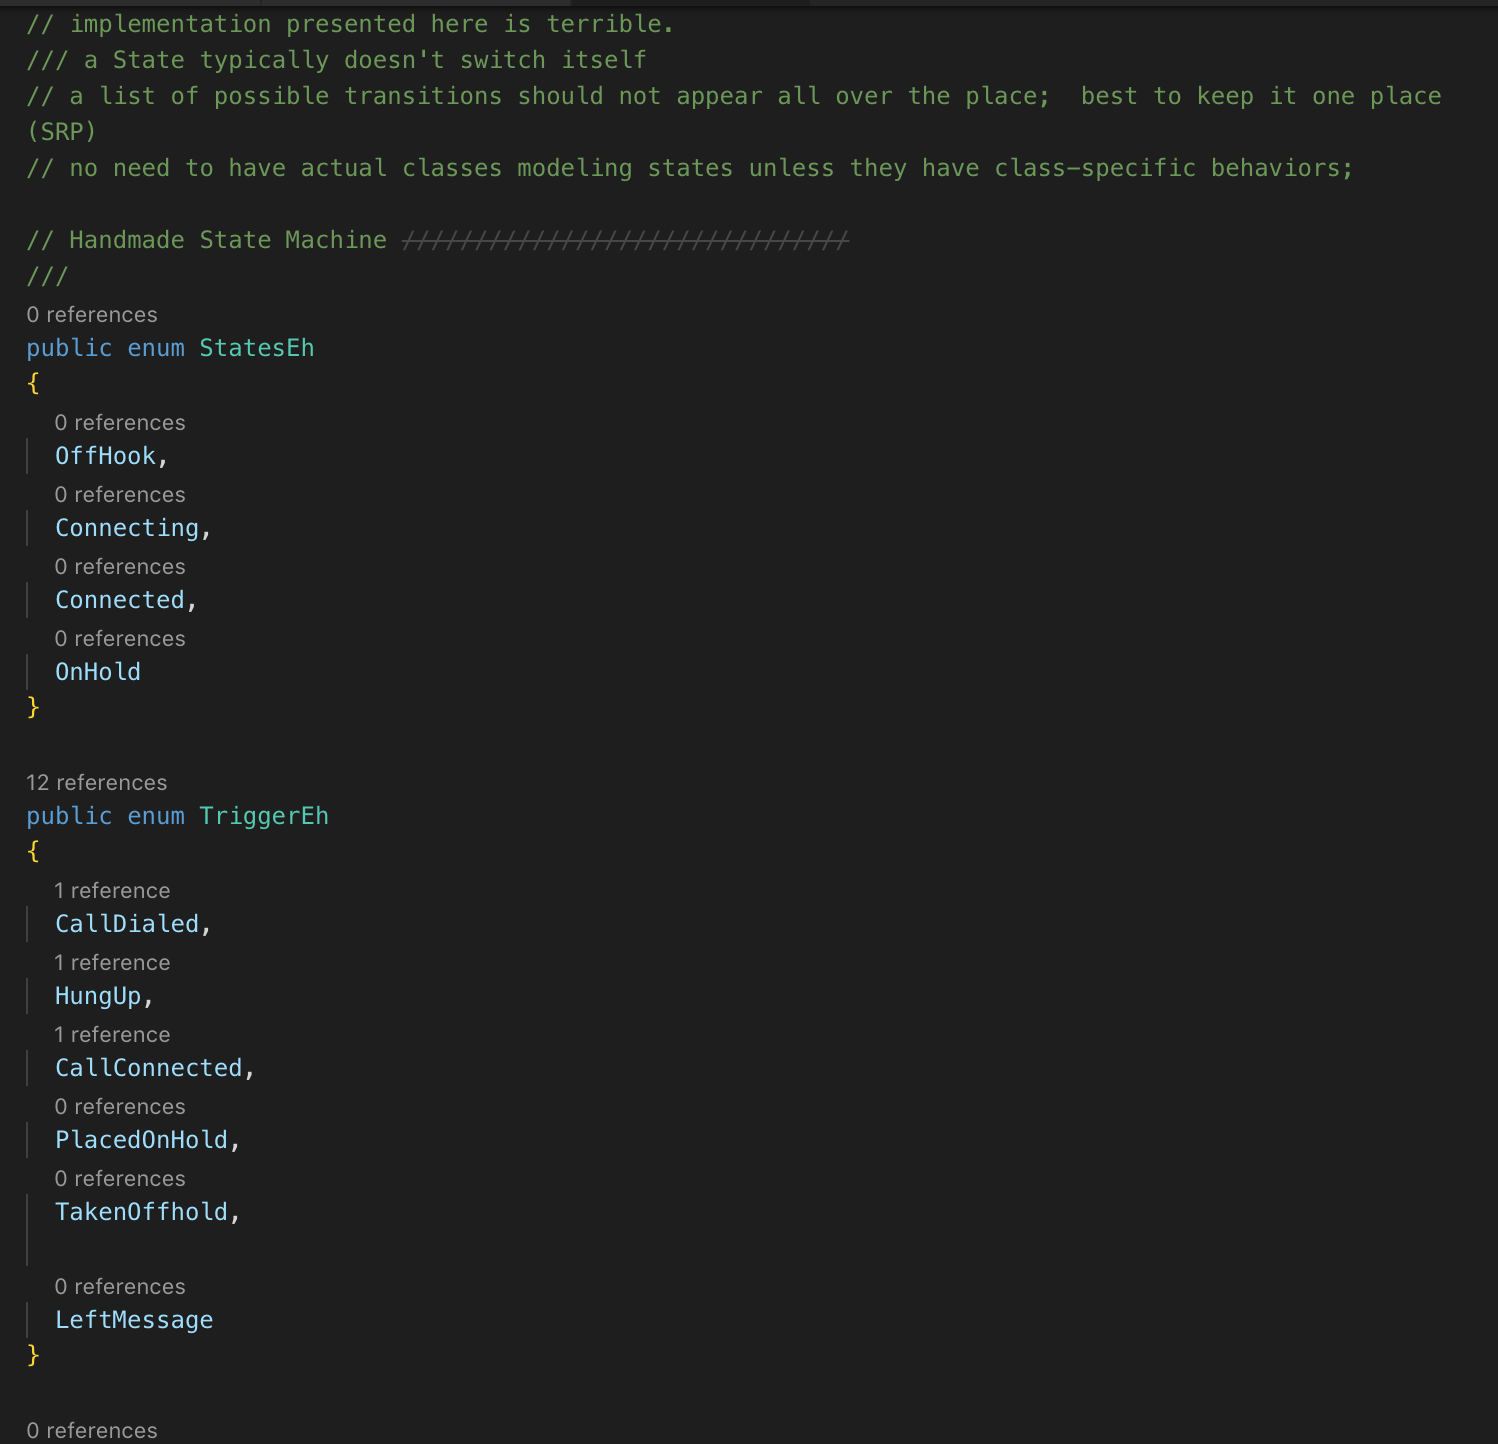 // implementation presented here is terrible.
/// a State typically doesn't switch itself
// a list of possible transitions should not appear all over the place;  best to keep it one place
(SRP)
// no need to have actual classes modeling states unless they have class-specific behaviors;
// Handmade State Machine ///////////////////////////////
///
0 references
public enum StatesEh
{
0 references
OffHook,
0 references
Connecting,
0 references
Connected,
0 references
OnHold
}
12 references
public enum TriggerEh
{
1 reference
CallDialed,
1 reference
HungUp,
1 reference
CallConnected,
0 references
PlacedOnHold,
0 references
TakenOffhold,
0 references
LeftMessage
}
0 references